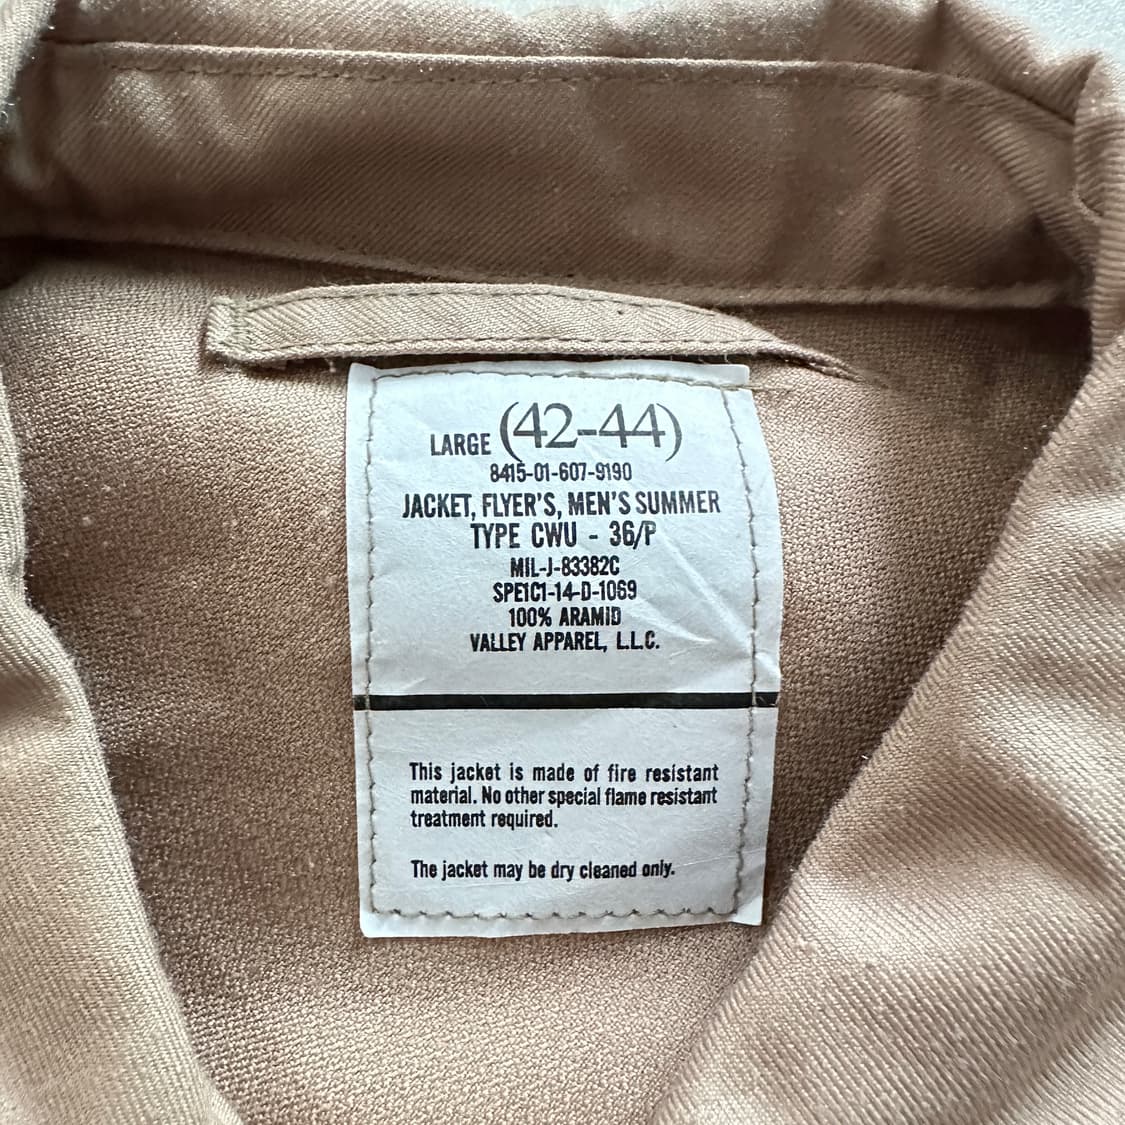 LARGE (42-44)
8415-01-607-9190
JACKET, FLYER'S, MEN'S SUMMER
TYPE CWU - 36/P
MIL-J-83382C
SPE1C1-14-D-1069
100% ARAMID
VALLEY APPAREL, L.L.C.
This jacket is made of fire resistant
material. No other special flame resistant
treatment required.
The jacket may be dry cleaned only.